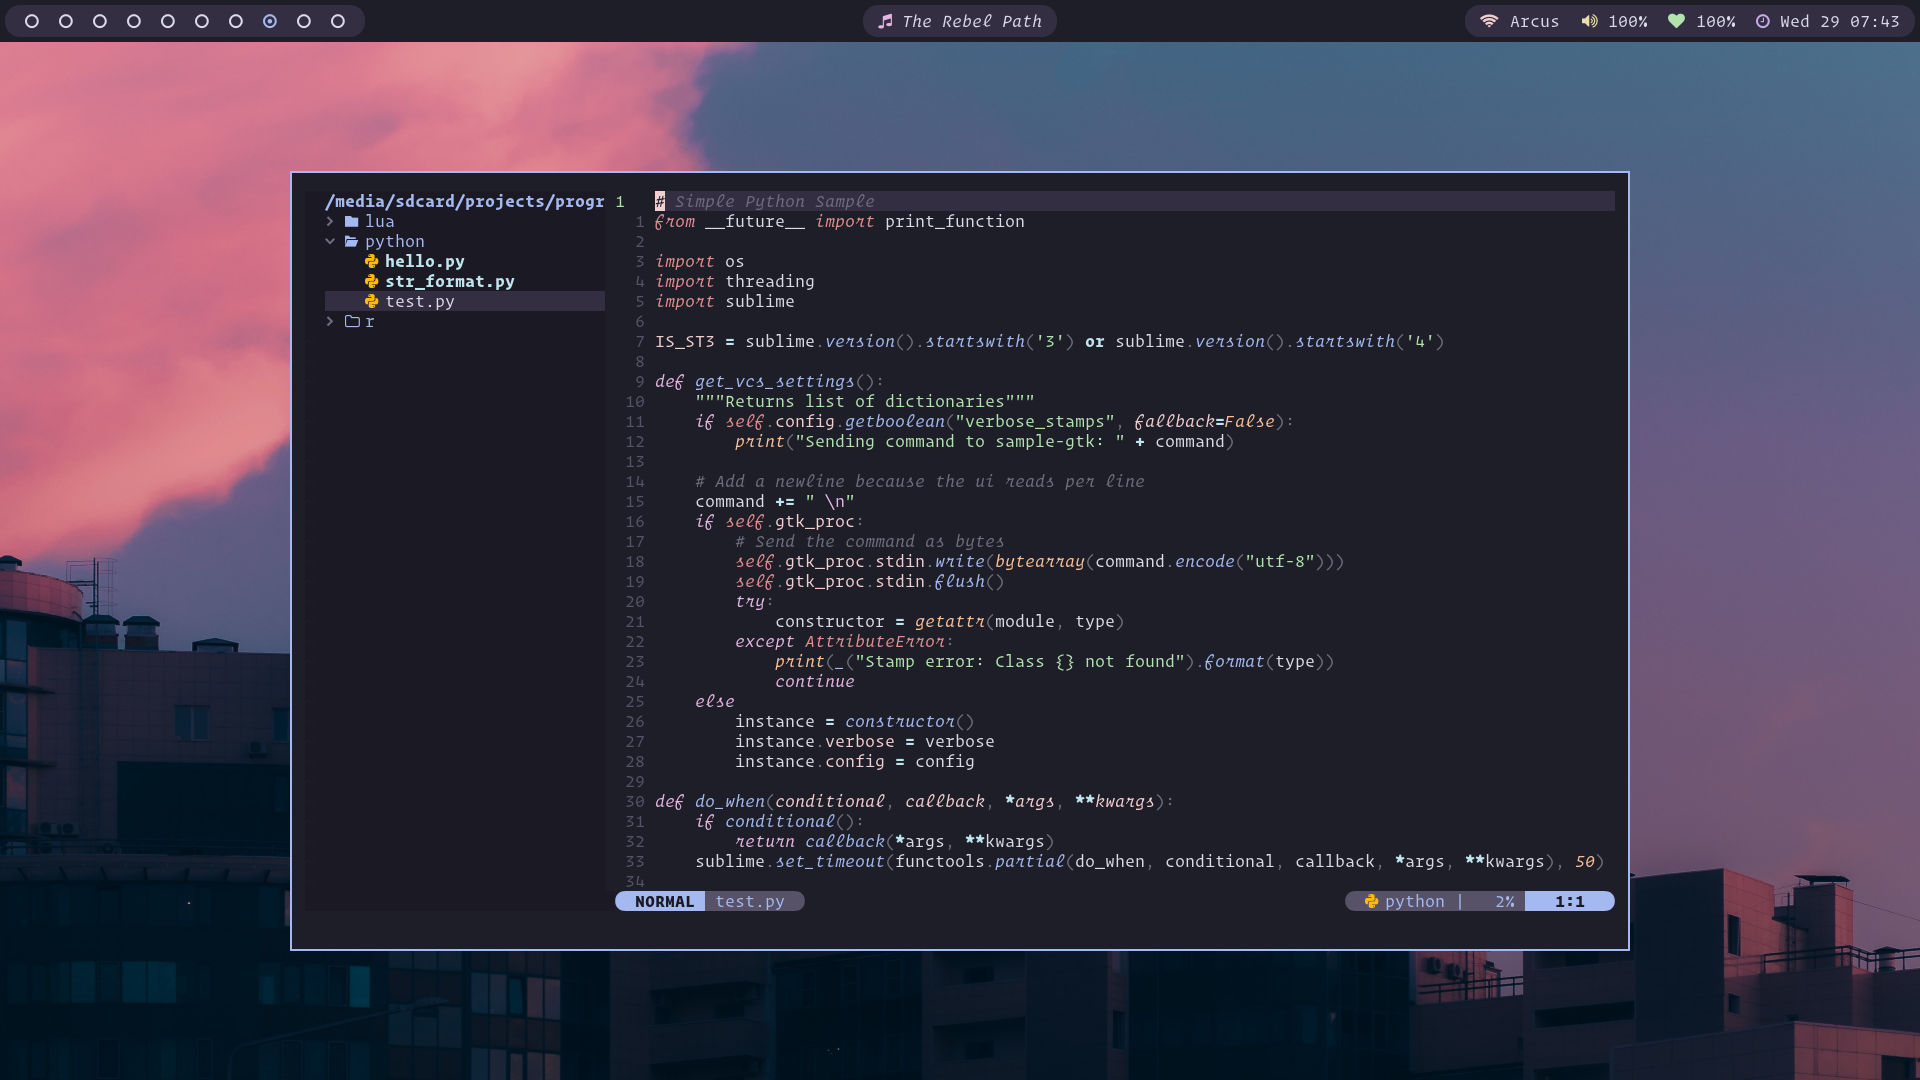 The Rebel Path
Arcus 100% 100% Wed 29 07:43
/media/sdcard/projects/progr
lua
python
hello.py
str_format.py
test.py
r
1 # Simple Python Sample
1 from __future__ import print_function
2
3 import os
4 import threading
5 import sublime
6
7 IS_ST3 = sublime.version().startswith('3') or sublime.version().startswith('4')
8
9 def get_vcs_settings():
10 """Returns list of dictionaries"""
11 if self.config.getboolean("verbose_stamps", fallback=False):
12 print("Sending command to sample-gtk: " + command)
13
14 # Add a newline because the ui reads per line
15 command += " \n"
16 if self.gtk_proc:
17 # Send the command as bytes
18 self.gtk_proc.stdin.write(bytearray(command.encode("utf-8")))
19 self.gtk_proc.stdin.flush()
20 try:
21 constructor = getattr(module, type)
22 except AttributeError:
23 print(_("Stamp error: Class {} not found").format(type))
24 continue
25 else
26 instance = constructor()
27 instance.verbose = verbose
28 instance.config = config
29
30 def do_when(conditional, callback, *args, **kwargs):
31 if conditional():
32 return callback(*args, **kwargs)
33 sublime.set_timeout(functools.partial(do_when, conditional, callback, *args, **kwargs), 50)
34
NORMAL test.py python | 2% 1:1